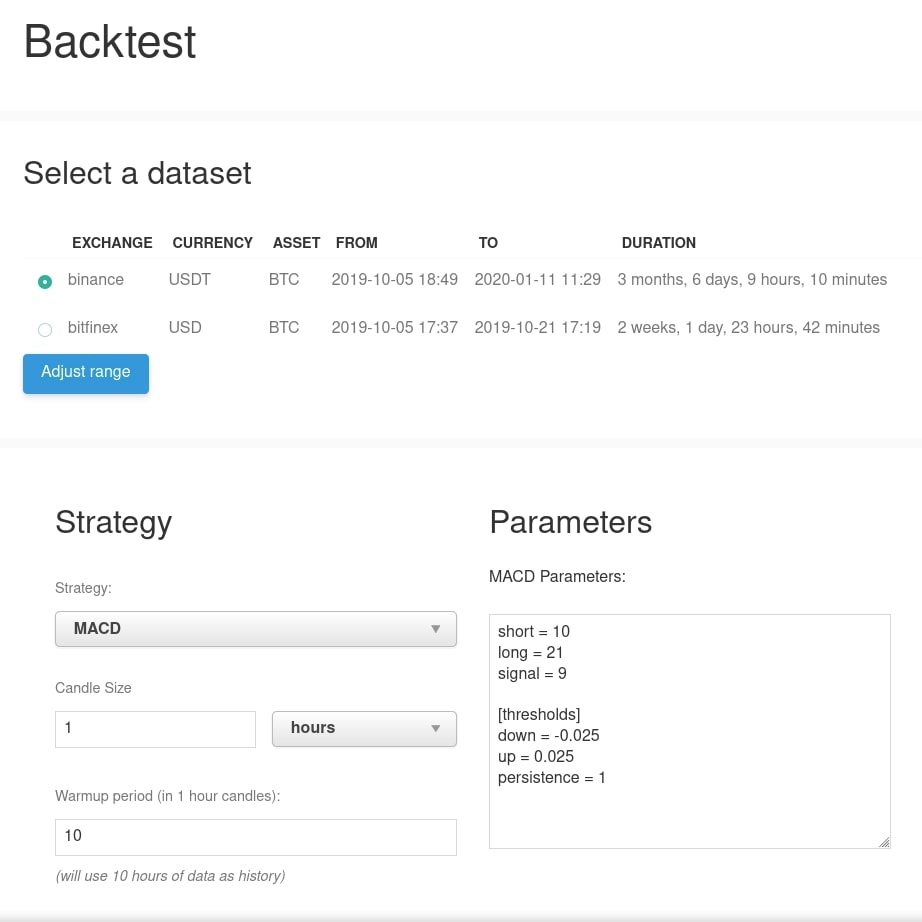 Backtest
Select a dataset
EXCHANGE CURRENCY ASSET FROM TO DURATION
binance USDT BTC 2019-10-05 18:49 2020-01-11 11:29 3 months, 6 days, 9 hours, 10 minutes
bitfinex USD BTC 2019-10-05 17:37 2019-10-21 17:19 2 weeks, 1 day, 23 hours, 42 minutes
Adjust range
Strategy
Strategy:
MACD
Candle Size
1 hours
Warmup period (in 1 hour candles):
10
(will use 10 hours of data as history)
Parameters
MACD Parameters:
short = 10
long = 21
signal = 9
[thresholds]
down = -0.025
up = 0.025
persistence = 1